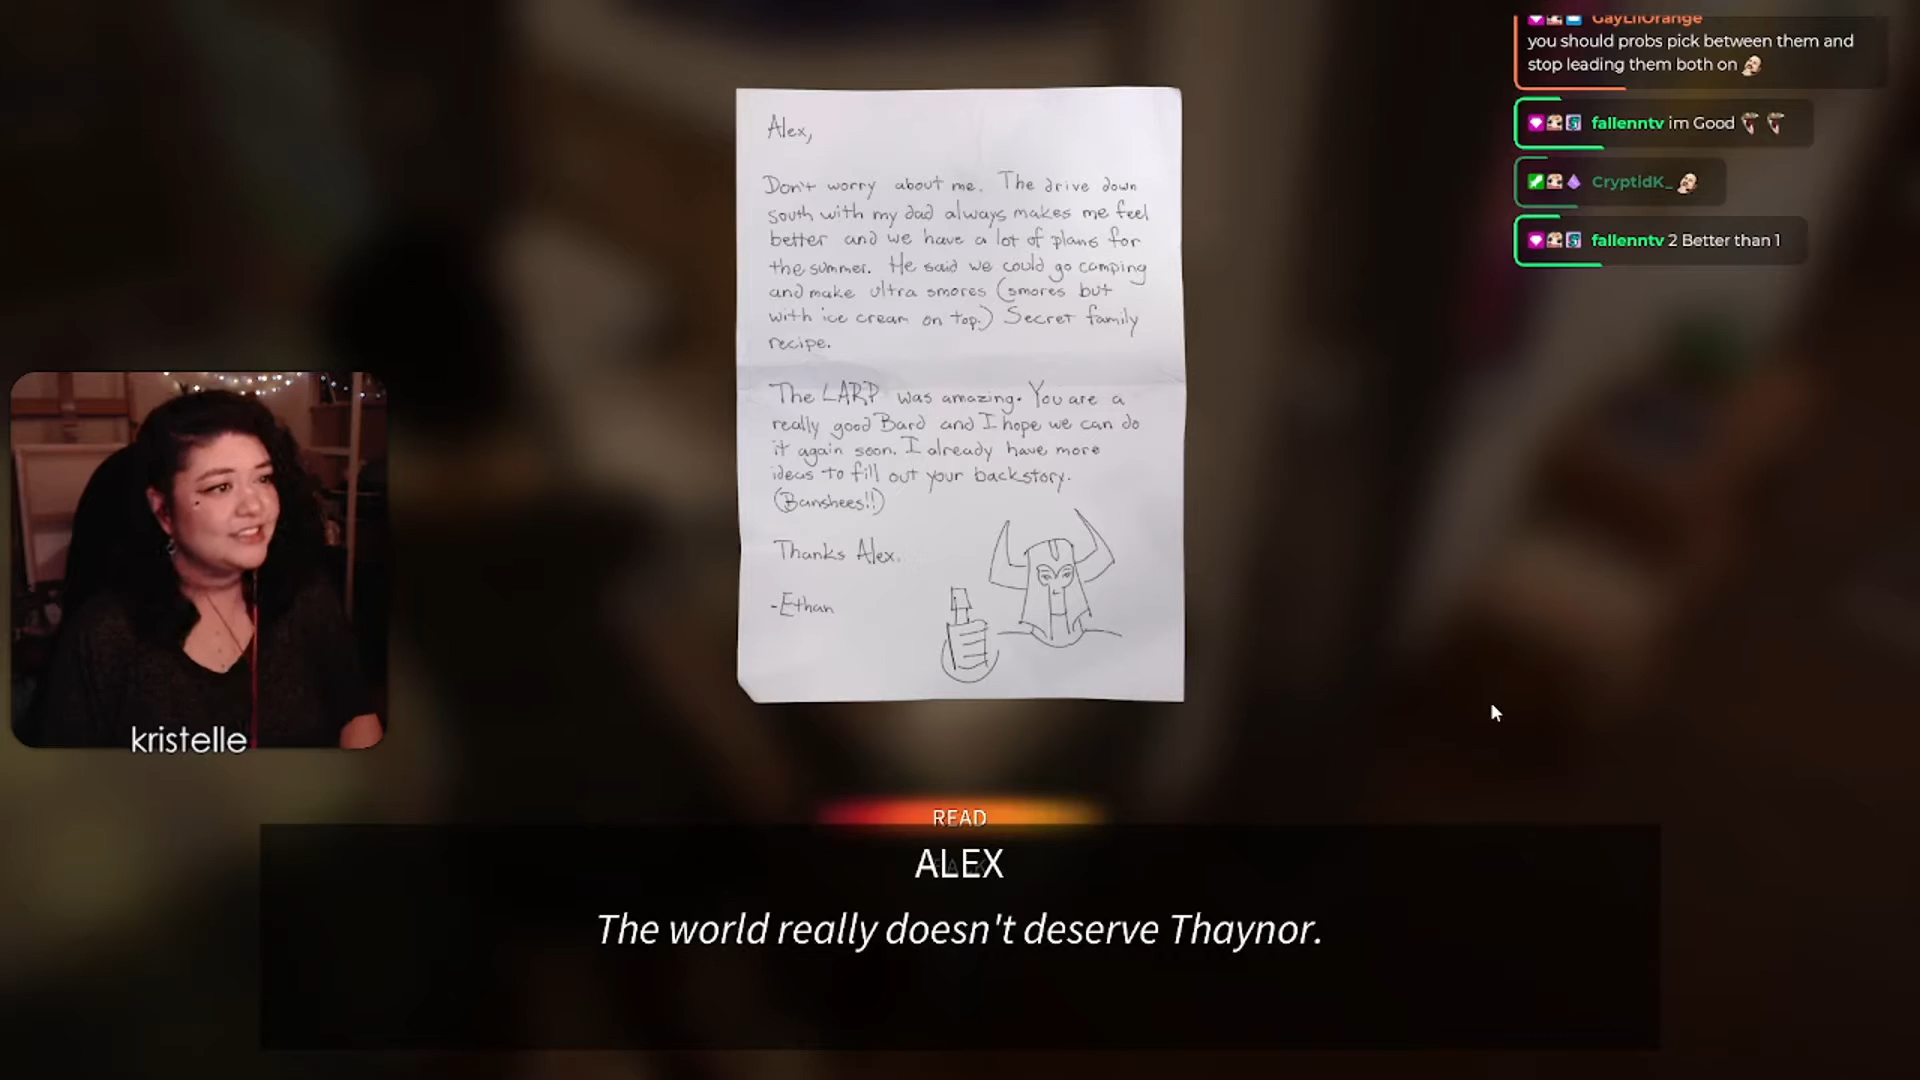 Alex,
Don't worry about me. The drive down
south with my dad always makes me feel
better and we have a lot of plans for
the summer. He said we could go camping
and make ultra smores (smores but
with ice cream on top.) Secret family
recipe.
The LARP was amazing. You are a
really good Bard and I hope we can do
it again soon. I already have more
ideas to fill out your backstory.
(Banshees!!)
Thanks Alex.
-Ethan
GayLilOrange
you should probs pick between them and
stop leading them both on
fallenntv im Good
CryptidK_
fallenntv 2 Better than 1
kristelle
READ
ALEX
The world really doesn't deserve Thaynor.